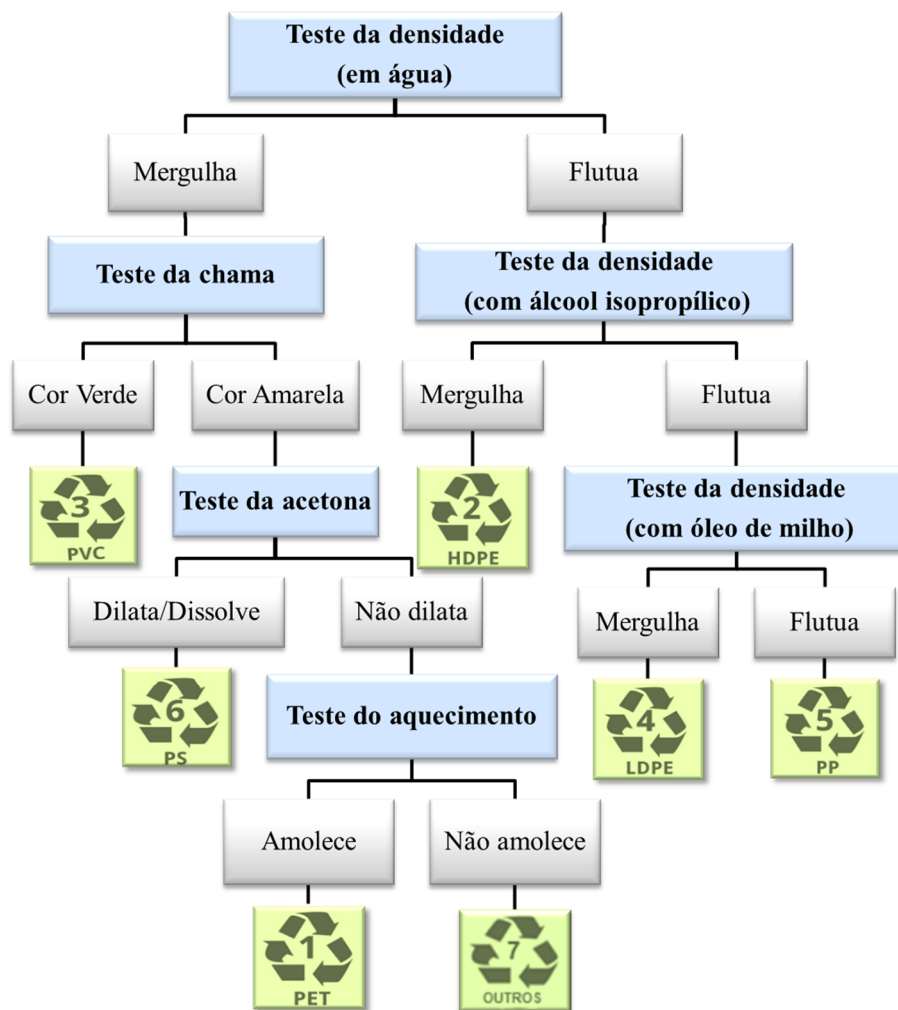 Teste da densidade
(em água)
Mergulha
Flutua
Teste da chama
Teste da densidade
(com álcool isopropílico)
Cor Verde
Cor Amarela
Mergulha
Flutua
3
PVC
Teste da acetona
2
HDPE
Teste da densidade
(com óleo de milho)
Dilata/Dissolve
Não dilata
Mergulha
Flutua
6
PS
Teste do aquecimento
4
LDPE
5
PP
Amolece
Não amolece
1
PET
7
OUTROS